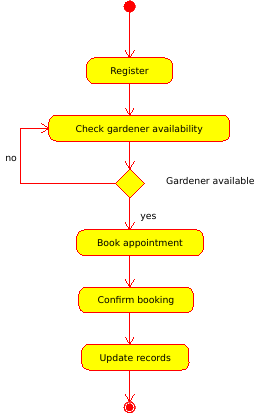 Register
Check gardener availability
no
Gardener available
yes
Book appointment
Confirm booking
Update records